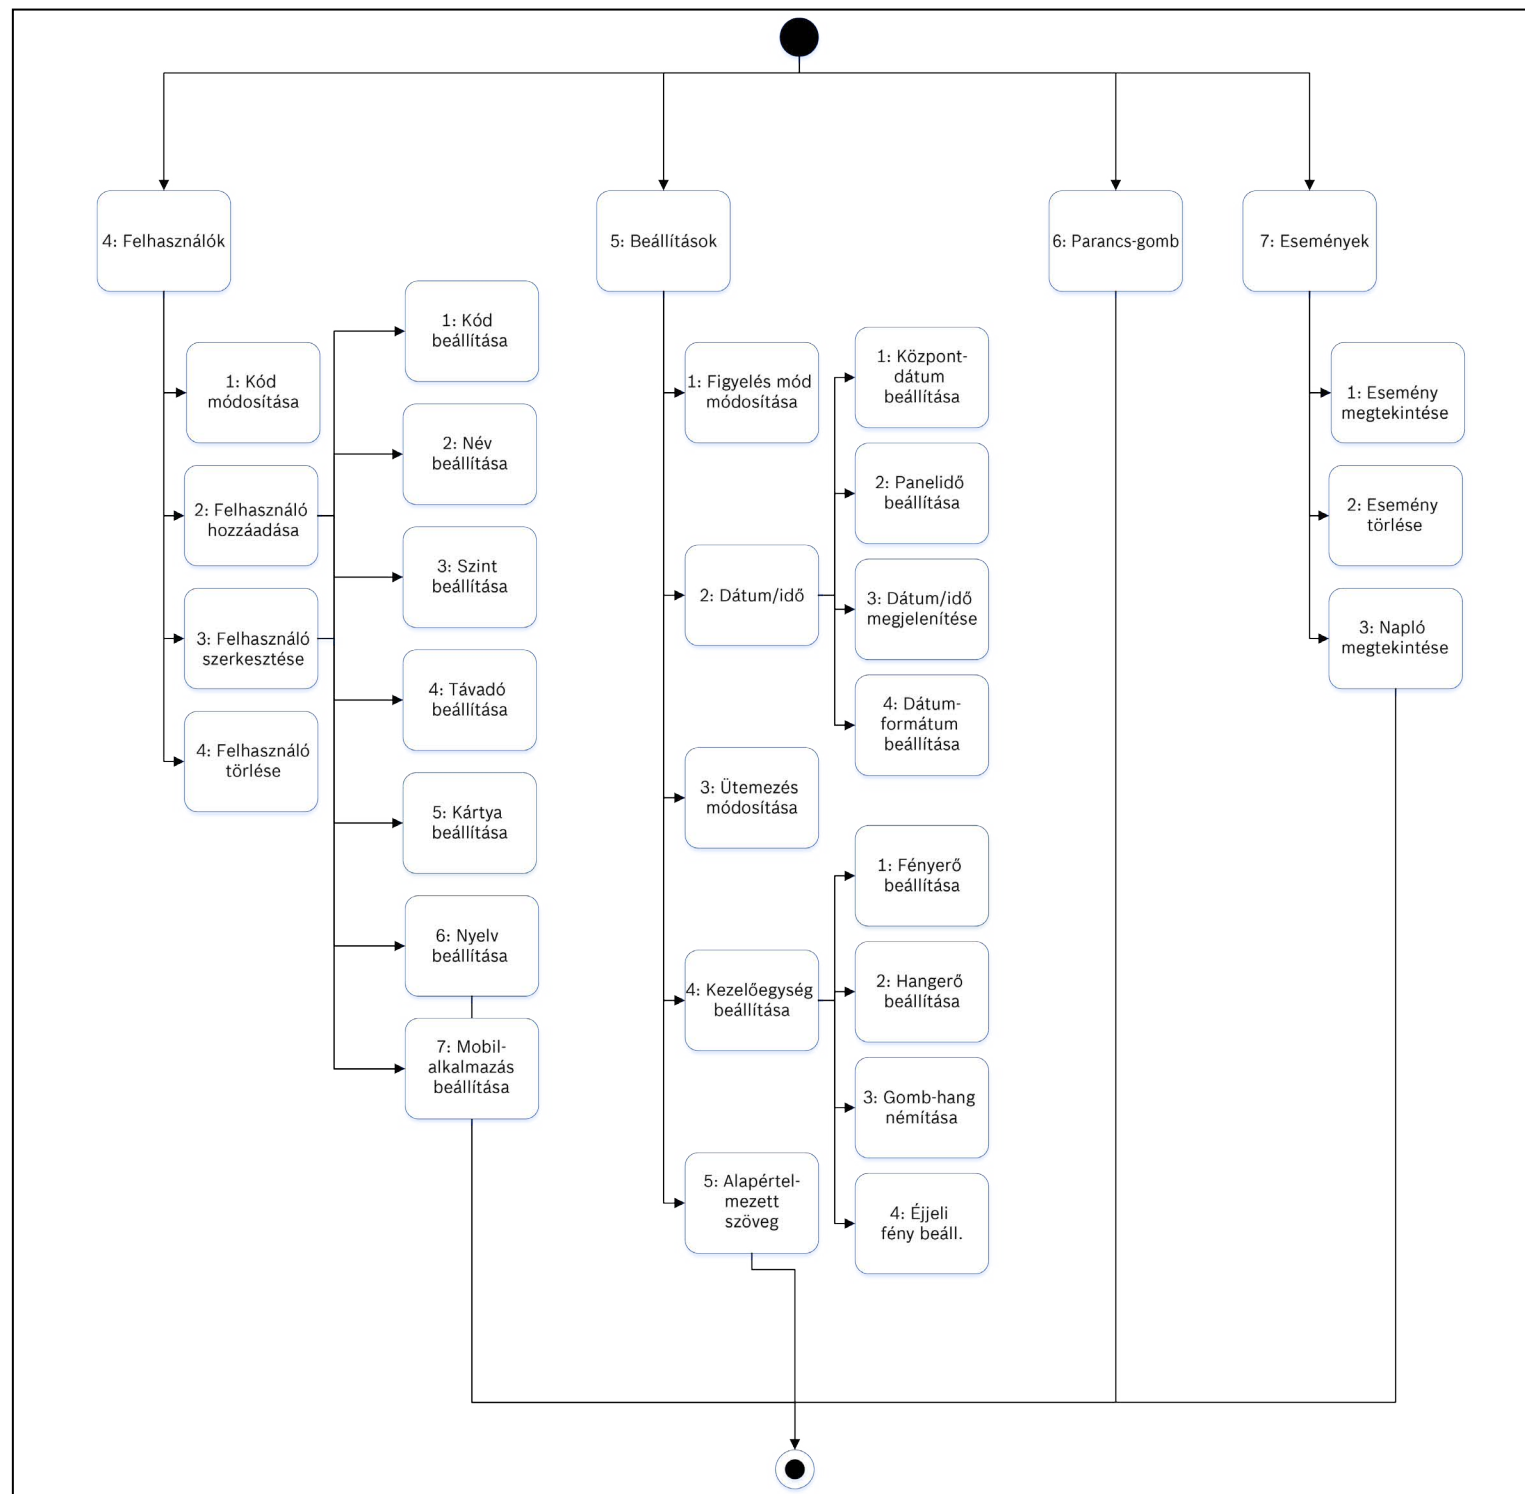 4: Felhasználók
5: Beállítások
6: Parancs-gomb
7: Események
1: Kód
módosítása
2: Felhasználó
hozzáadása
3: Felhasználó
szerkesztése
4: Felhasználó
törlése
1: Kód
beállítása
2: Név
beállítása
3: Szint
beállítása
4: Távadó
beállítása
5: Kártya
beállítása
6: Nyelv
beállítása
7: Mobil-
alkalmazás
beállítása
1: Figyelés mód
módosítása
2: Dátum/idő
3: Ütemezés
módosítása
4: Kezelőegység
beállítása
5: Alapértel-
mezett
szöveg
1: Központ-
dátum
beállítása
2: Panelidő
beállítása
3: Dátum/idő
megjelenítése
4: Dátum-
formátum
beállítása
1: Fényerő
beállítása
2: Hangerő
beállítása
3: Gomb-hang
némítása
4: Éjjeli
fény beáll.
1: Esemény
megtekintése
2: Esemény
törlése
3: Napló
megtekintése